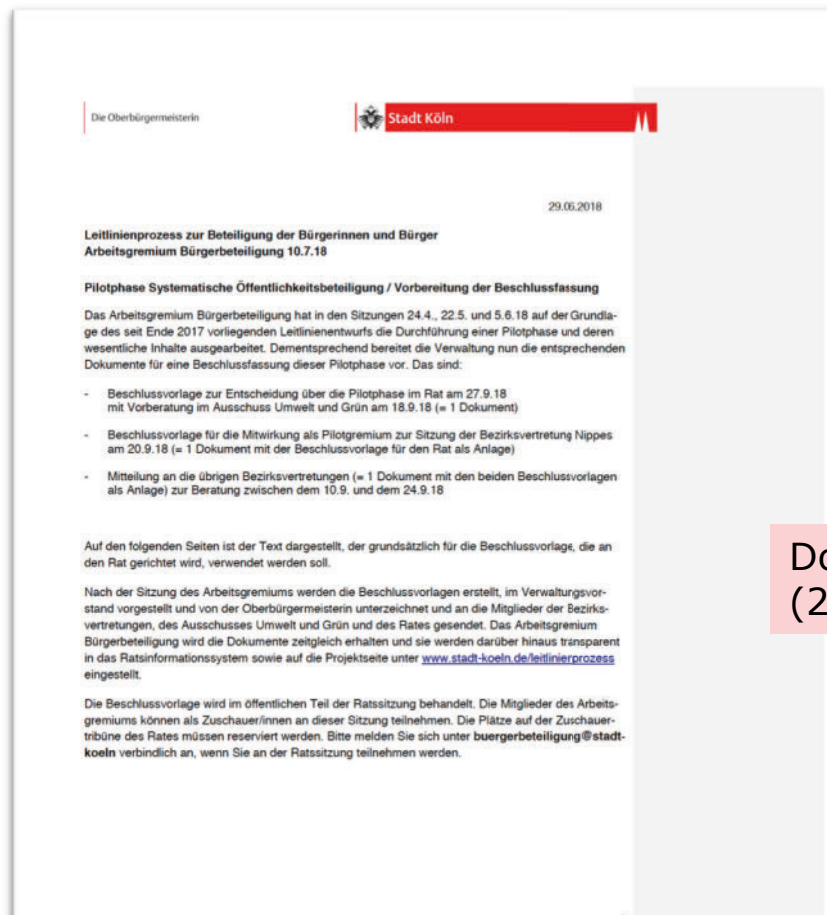 Die Oberbürgermeisterin
Stadt Köln
29.06.2018
Leitlinienprozess zur Beteiligung der Bürgerinnen und Bürger
Arbeitsgremium Bürgerbeteiligung 10.7.18
Pilotphase Systematische Öffentlichkeitsbeteiligung / Vorbereitung der Beschlussfassung
Das Arbeitsgremium Bürgerbeteiligung hat in den Sitzungen 24.4., 22.5. und 5.6.18 auf der Grundla-
ge des seit Ende 2017 vorliegenden Leitlinienentwurfs die Durchführung einer Pilotphase und deren
wesentliche Inhalte ausgearbeitet. Dementsprechend bereitet die Verwaltung nun die entsprechenden
Dokumente für eine Beschlussfassung dieser Pilotphase vor. Das sind:
- Beschlussvorlage zur Entscheidung über die Pilotphase im Rat am 27.9.18
mit Vorberatung im Ausschuss Umwelt und Grün am 18.9.18 (= 1 Dokument)
- Beschlussvorlage für die Mitwirkung als Pilotgremium zur Sitzung der Bezirksvertretung Nippes
am 20.9.18 (= 1 Dokument mit der Beschlussvorlage für den Rat als Anlage)
- Mitteilung an die übrigen Bezirksvertretungen (= 1 Dokument mit den beiden Beschlussvorlagen
als Anlage) zur Beratung zwischen dem 10.9. und dem 24.9.18
Auf den folgenden Seiten ist der Text dargestellt, der grundsätzlich für die Beschlussvorlage, die an
den Rat gerichtet wird, verwendet werden soll.
Nach der Sitzung des Arbeitsgremiums werden die Beschlussvorlagen erstellt, im Verwaltungsvor-
stand vorgestellt und von der Oberbürgermeisterin unterzeichnet und an die Mitglieder der Bezirks-
vertretungen, des Ausschusses Umwelt und Grün und des Rates gesendet. Das Arbeitsgremium
Bürgerbeteiligung wird die Dokumente zeitgleich erhalten und sie werden darüber hinaus transparent
in das Ratsinformationssystem sowie auf die Projektseite unter www.stadt-koeln.de/leitlinienprozess
eingestellt.
Die Beschlussvorlage wird im öffentlichen Teil der Ratssitzung behandelt. Die Mitglieder des Arbeits-
gremiums können als Zuschauer/innen an dieser Sitzung teilnehmen. Die Plätze auf der Zuschauer-
tribüne des Rates müssen reserviert werden. Bitte melden Sie sich unter buergerbeteiligung@stadt-
koeln verbindlich an, wenn Sie an der Ratssitzung teilnehmen werden.
Do
(2